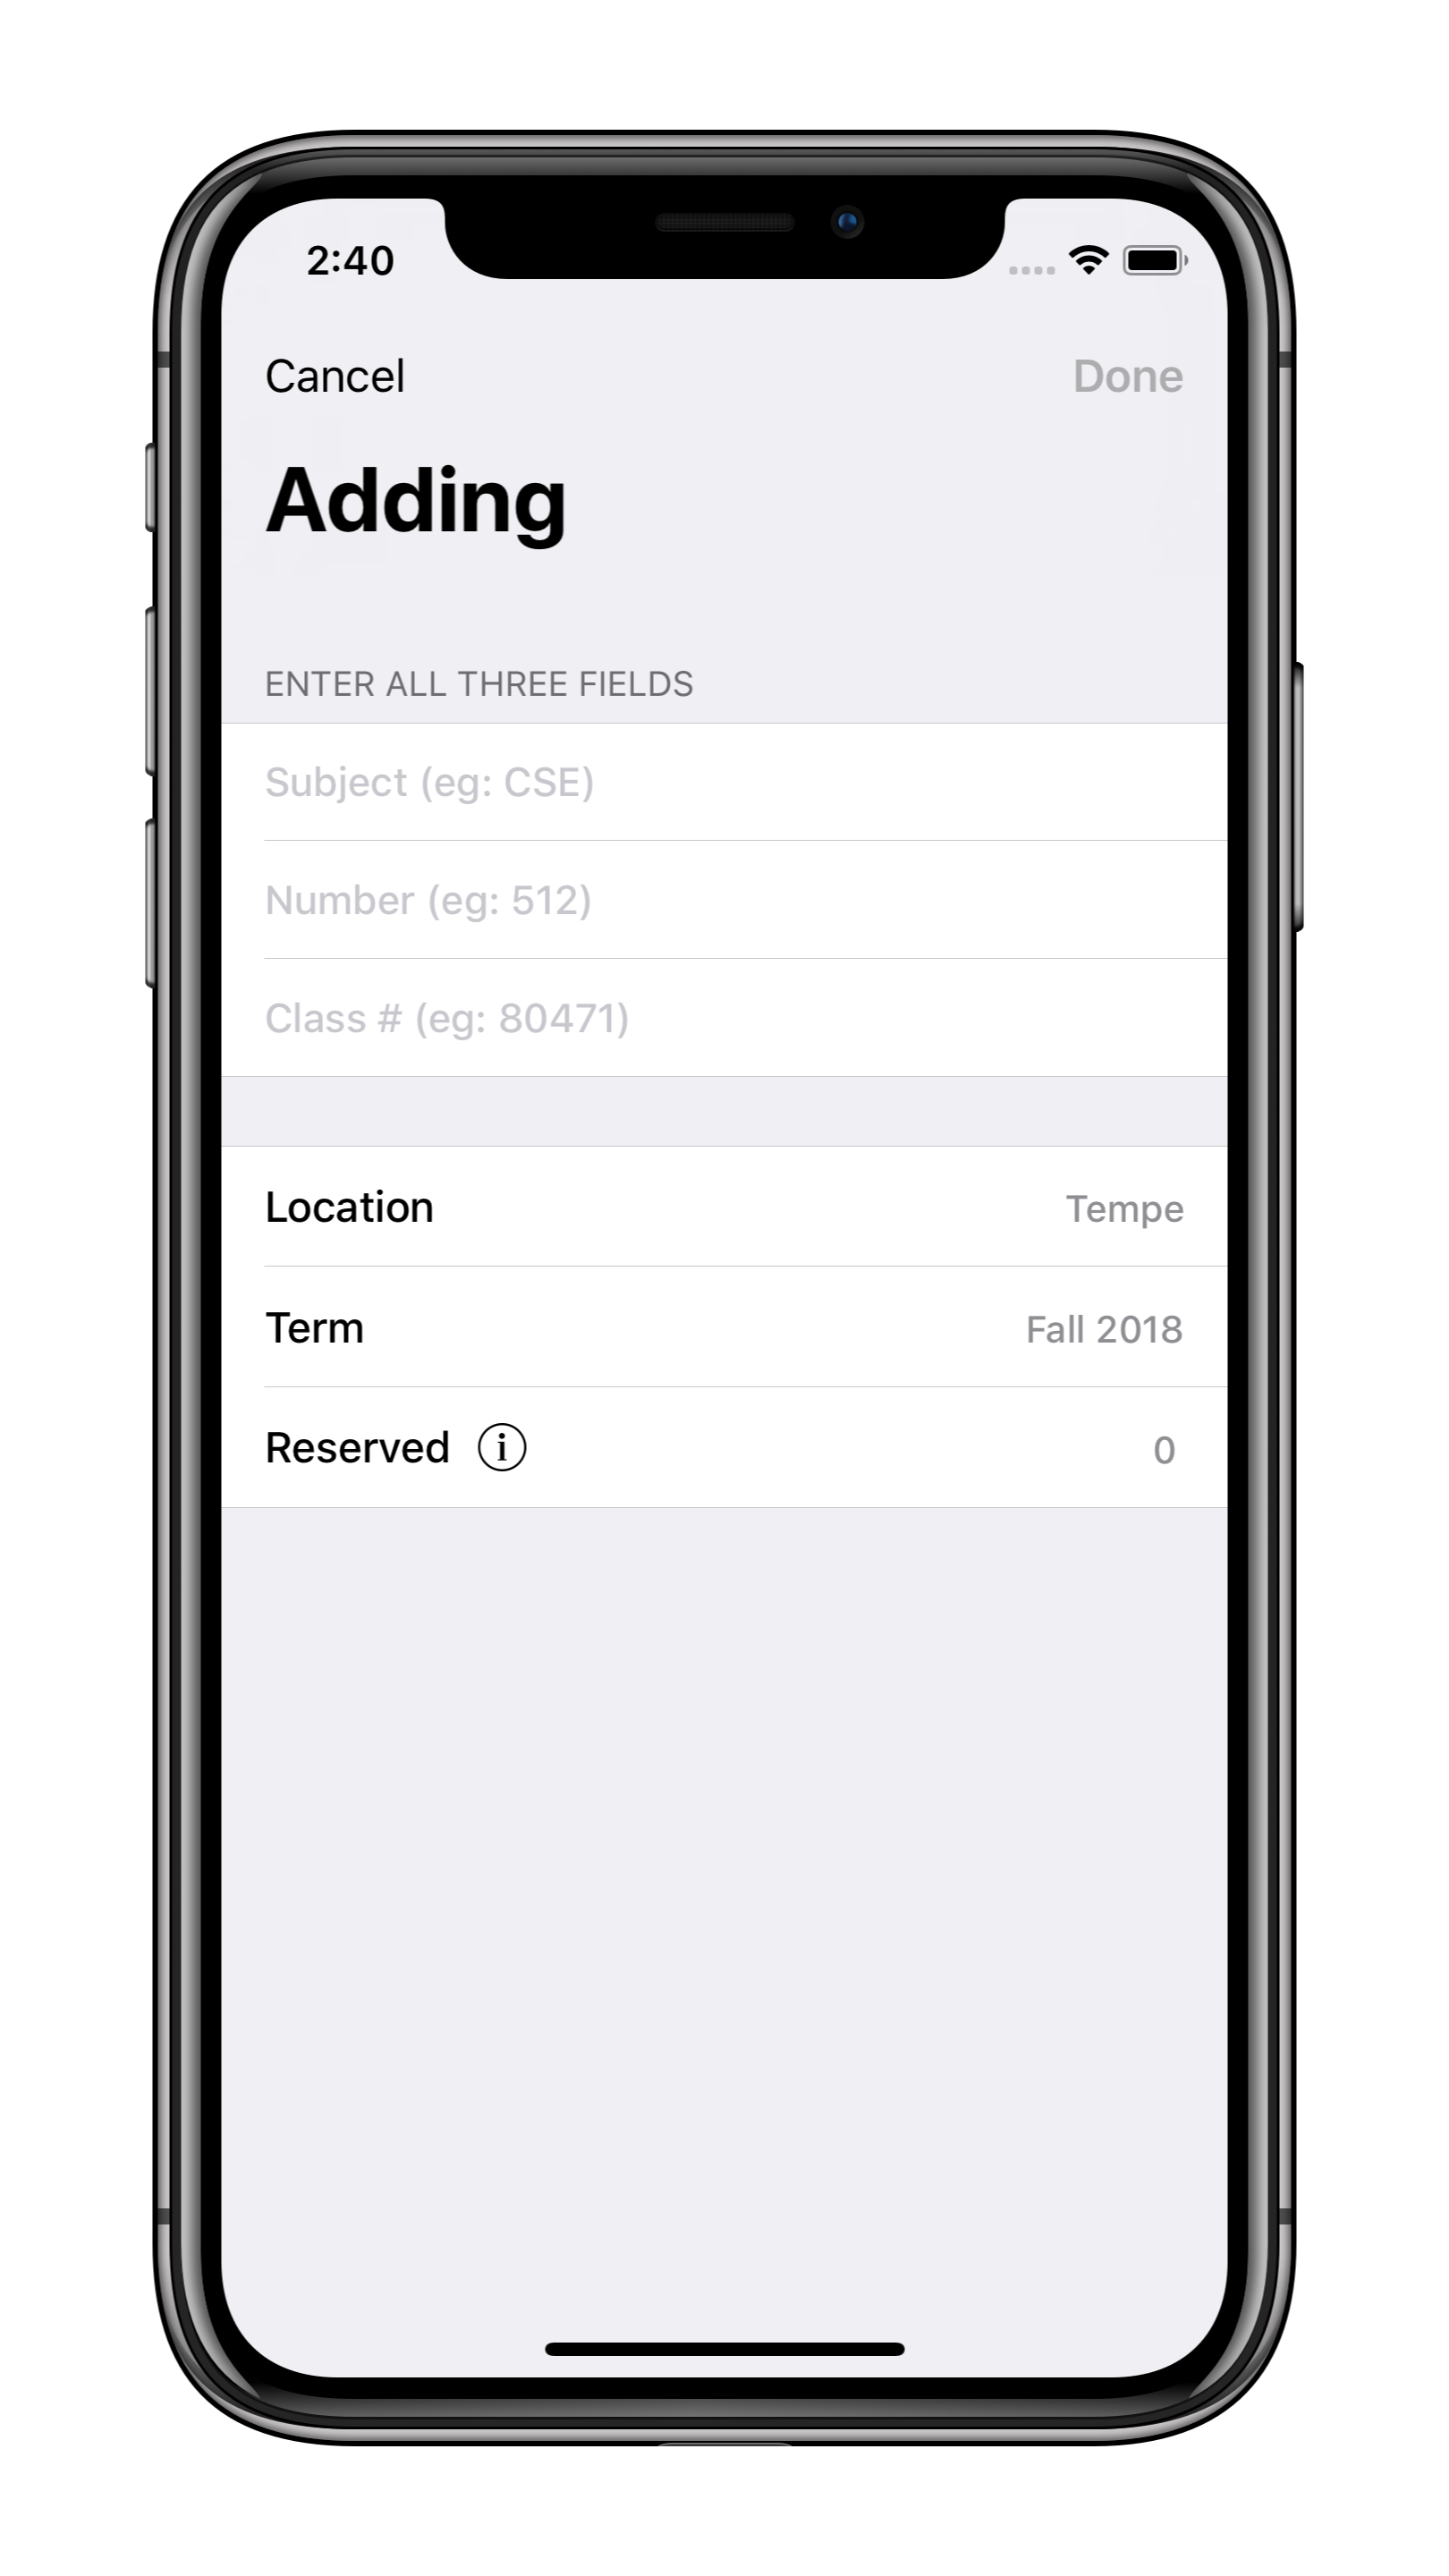 2:40
Cancel Done
Adding
ENTER ALL THREE FIELDS
Subject (eg: CSE)
Number (eg: 512)
Class # (eg: 80471)
Location Tempe
Term Fall 2018
Reserved i 0